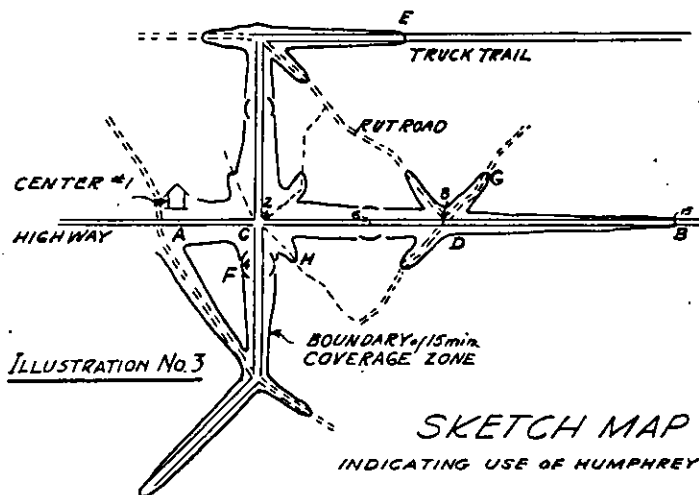 E
TRUCK TRAIL
RUT ROAD
CENTER #1
8
G
2
6
15
HIGHWAY
A
C
D
B
F
H
BOUNDARY of 15 min
COVERAGE ZONE
ILLUSTRATION NO. 3
SKETCH MAP
INDICATING USE OF HUMPHREY